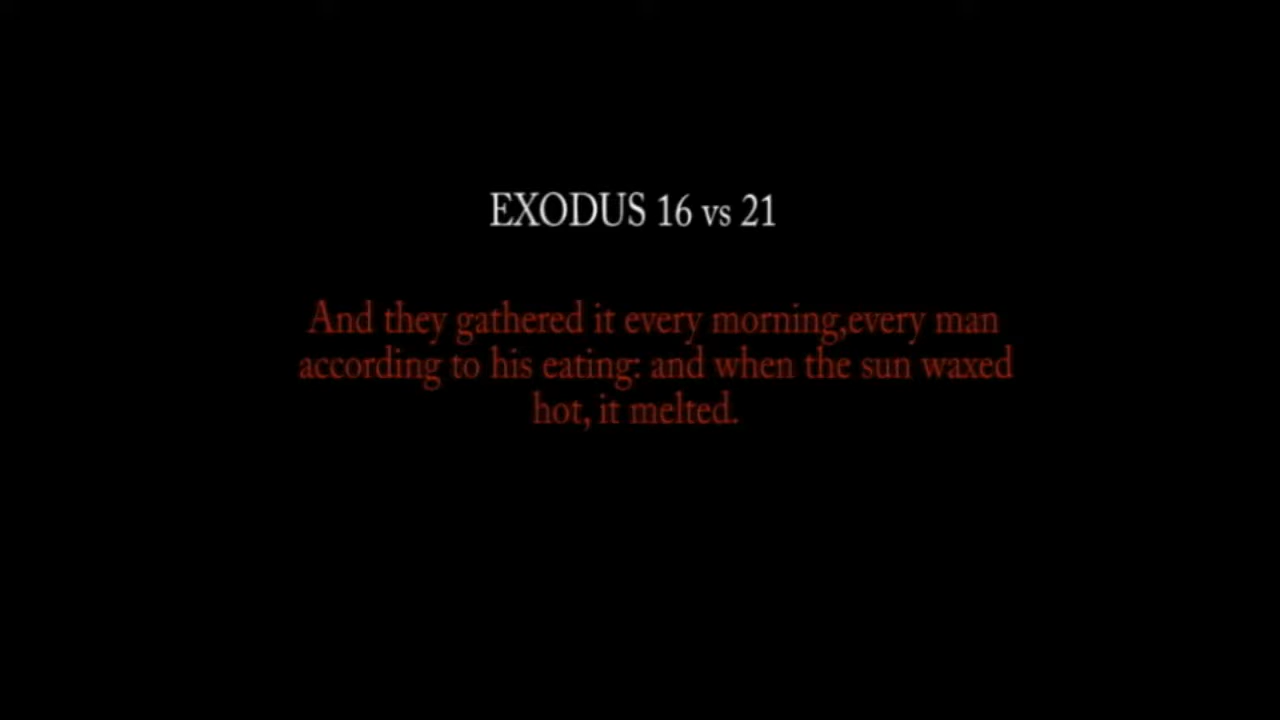 EXODUS 16 vs 21
And they gathered it every morning,every man
according to his eating: and when the sun waxed
hot, it melted.